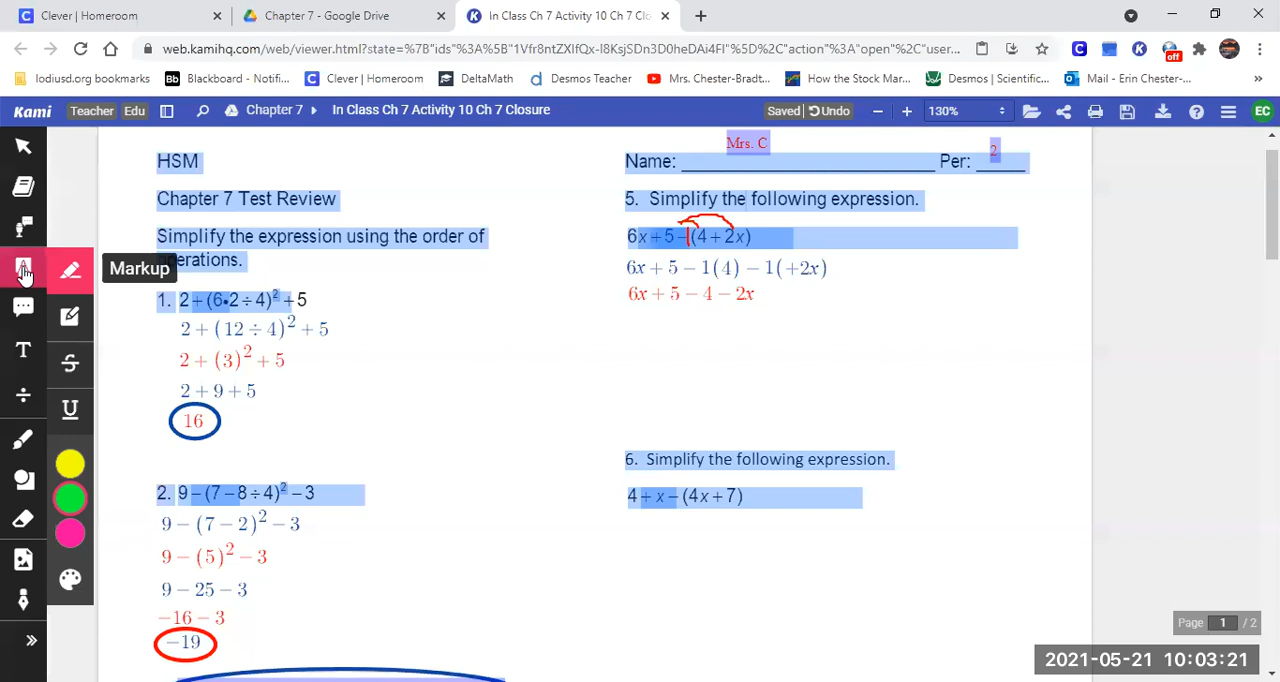 Clever | Homeroom
Chapter 7 - Google Drive
In Class Ch 7 Activity 10 Ch 7 Clo
web.kamihq.com/web/viewer.html?state=%7B"ids"%3A%5B"1Vfr8ntZXIfQx-I8KsjSDn3D0heDAi4FI"%5D%2C"action"%3A"open"%2C"user...
off
lodiusd.org bookmarks
Bb Blackboard - Notifi...
Clever | Homeroom
DeltaMath
Desmos Teacher
Mrs. Chester-Bradt...
How the Stock Mar...
Desmos | Scientific...
Mail - Erin Chester-...
»
Kami Teacher Edu
Chapter 7
In Class Ch 7 Activity 10 Ch 7 Closure
Saved | Undo
130%
EC
Markup
HSM
Chapter 7 Test Review
Simplify the expression using the order of
operations.
1. 2 + (6•2 ÷ 4)² + 5
2 + (12 ÷ 4)² + 5
2 + (3)² + 5
2 + 9 + 5
16
2. 9 − (7 − 8 ÷ 4)² − 3
9 − (7 − 2)² − 3
9 − (5)² − 3
9 − 25 − 3
−16 − 3
−19
Mrs. C
2
Name: ____________________________ Per: ______
5. Simplify the following expression.
6x + 5 − (4 + 2x)
6x + 5 − 1(4) − 1(+2x)
6x + 5 − 4 − 2x
6. Simplify the following expression.
4 + x − (4x + 7)
Page 1 / 2
2021-05-21 10:03:21